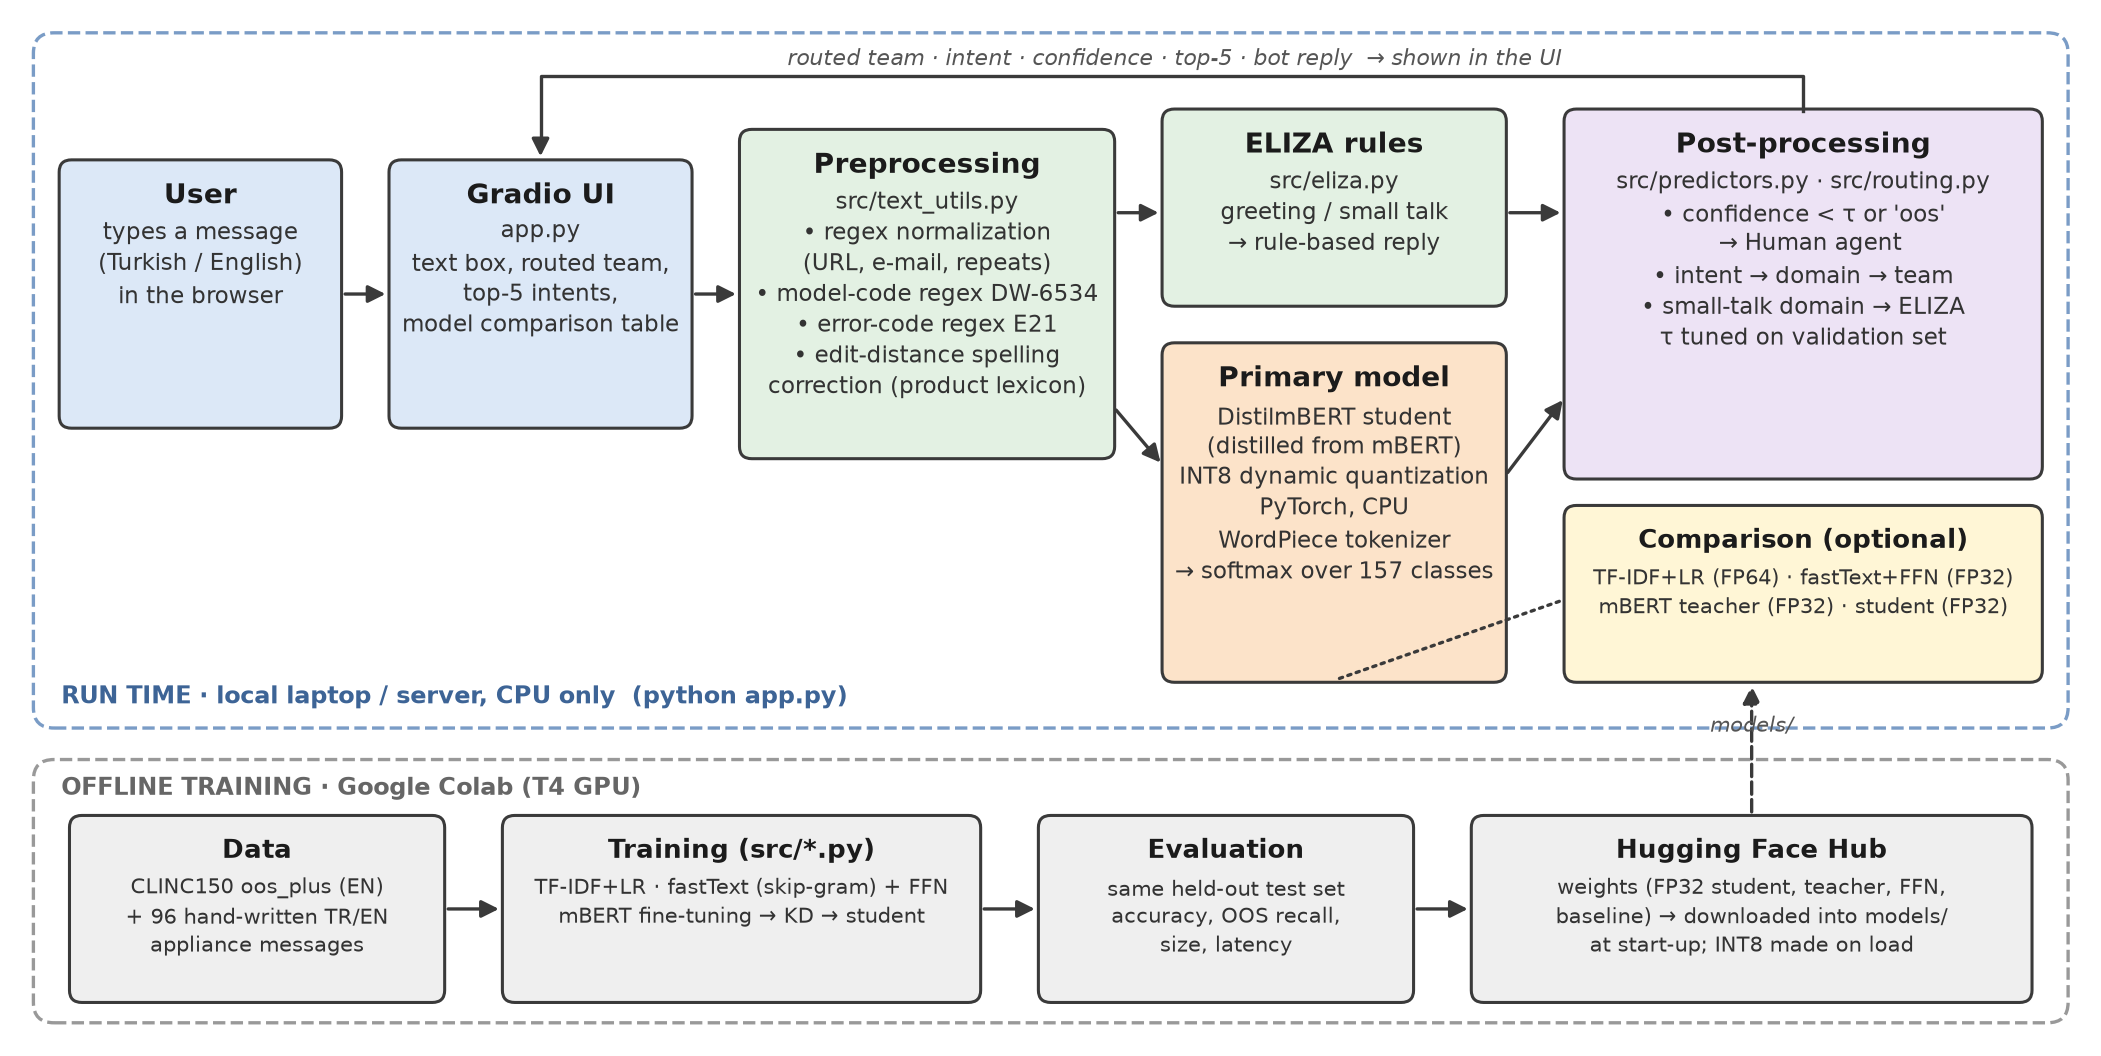 routed team · intent · confidence · top-5 · bot reply → shown in the UI
User
types a message
(Turkish / English)
in the browser
Gradio UI
app.py
text box, routed team,
top-5 intents,
model comparison table
Preprocessing
src/text_utils.py
• regex normalization
(URL, e-mail, repeats)
• model-code regex DW-6534
• error-code regex E21
• edit-distance spelling
correction (product lexicon)
ELIZA rules
src/eliza.py
greeting / small talk
→ rule-based reply
Primary model
DistilmBERT student
(distilled from mBERT)
INT8 dynamic quantization
PyTorch, CPU
WordPiece tokenizer
→ softmax over 157 classes
Post-processing
src/predictors.py · src/routing.py
• confidence < τ or 'oos'
→ Human agent
• intent → domain → team
• small-talk domain → ELIZA
τ tuned on validation set
Comparison (optional)
TF-IDF+LR (FP64) · fastText+FFN (FP32)
mBERT teacher (FP32) · student (FP32)
RUN TIME · local laptop / server, CPU only (python app.py)
models/
OFFLINE TRAINING · Google Colab (T4 GPU)
Data
CLINC150 oos_plus (EN)
+ 96 hand-written TR/EN
appliance messages
Training (src/*.py)
TF-IDF+LR · fastText (skip-gram) + FFN
mBERT fine-tuning → KD → student
Evaluation
same held-out test set
accuracy, OOS recall,
size, latency
Hugging Face Hub
weights (FP32 student, teacher, FFN,
baseline) → downloaded into models/
at start-up; INT8 made on load